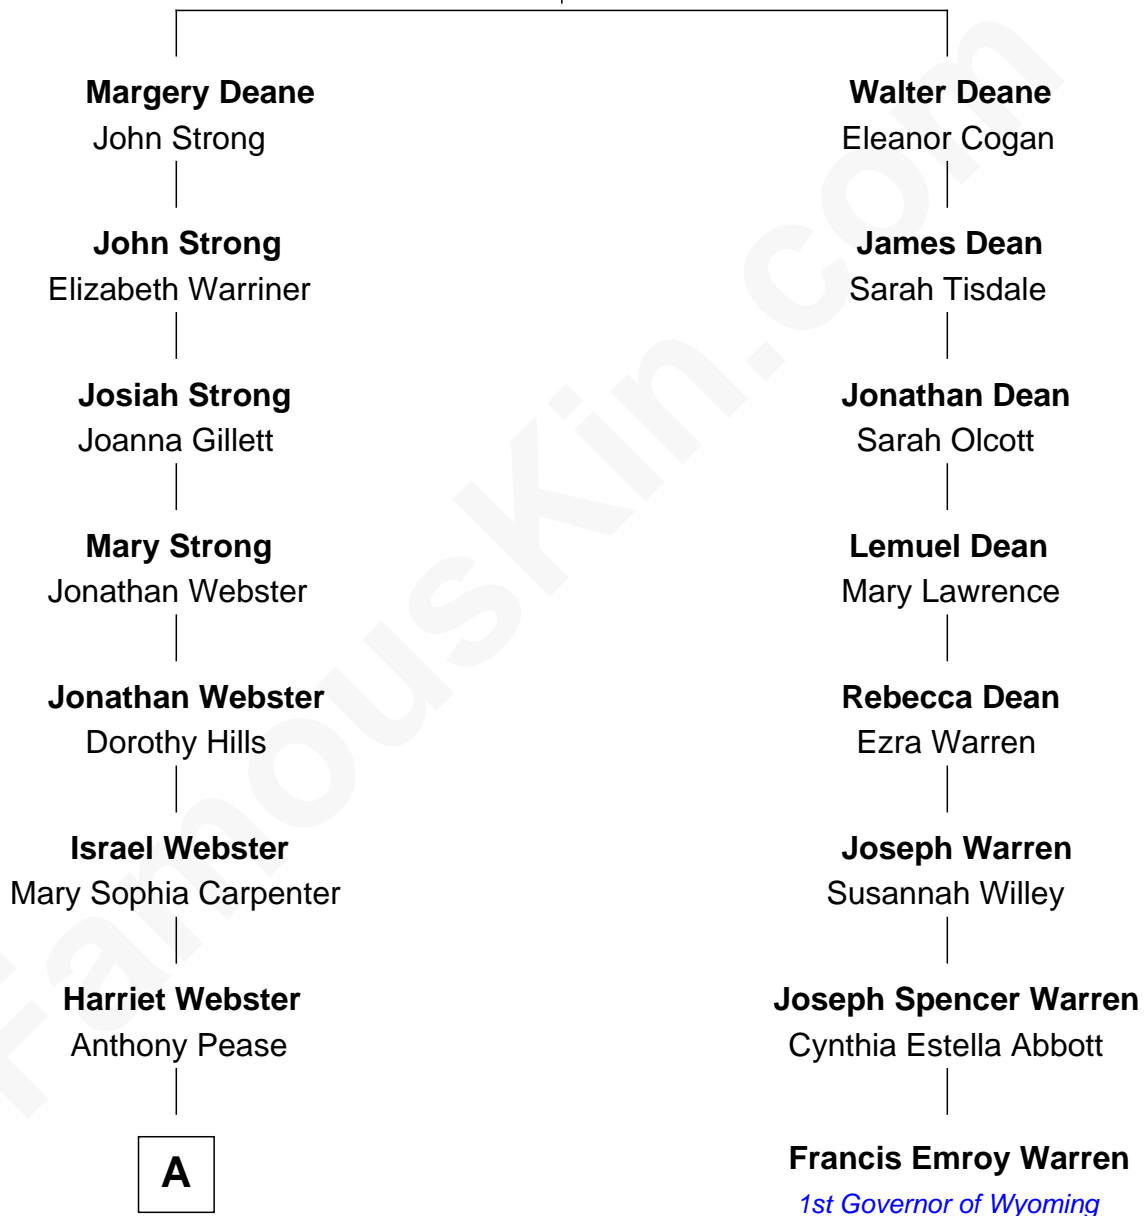 Margery Deane
John Strong
Walter Deane
Eleanor Cogan
John Strong
Elizabeth Warriner
James Dean
Sarah Tisdale
Josiah Strong
Joanna Gillett
Jonathan Dean
Sarah Olcott
Mary Strong
Jonathan Webster
Lemuel Dean
Mary Lawrence
Jonathan Webster
Dorothy Hills
Rebecca Dean
Ezra Warren
Israel Webster
Mary Sophia Carpenter
Joseph Warren
Susannah Willey
Harriet Webster
Anthony Pease
Joseph Spencer Warren
Cynthia Estella Abbott
A
Francis Emroy Warren
1st Governor of Wyoming
FamousKin.com